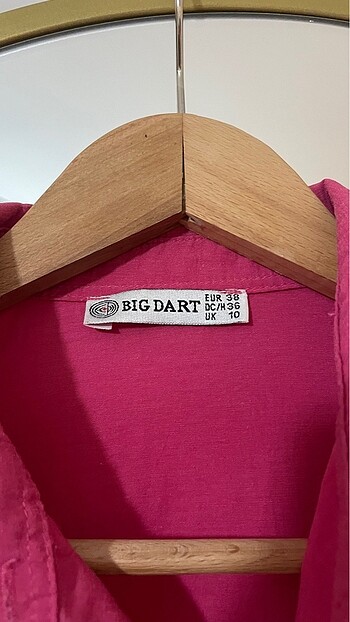 BIG DART
EUR 38
DC/H 36
UK 10